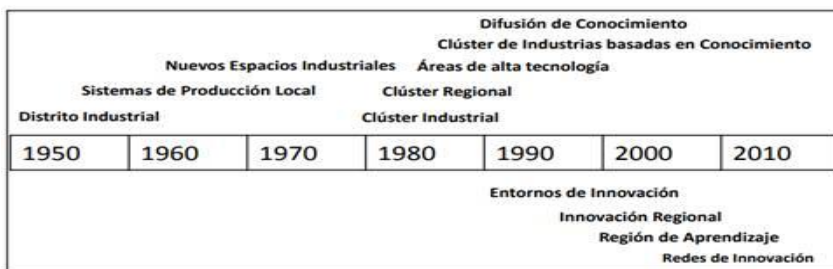 Difusión de Conocimiento
Clúster de Industrias basadas en Conocimiento
Nuevos Espacios Industriales Áreas de alta tecnología
Sistemas de Producción Local Clúster Regional
Distrito Industrial Clúster Industrial
1950 1960 1970 1980 1990 2000 2010
Entornos de Innovación
Innovación Regional
Región de Aprendizaje
Redes de Innovación